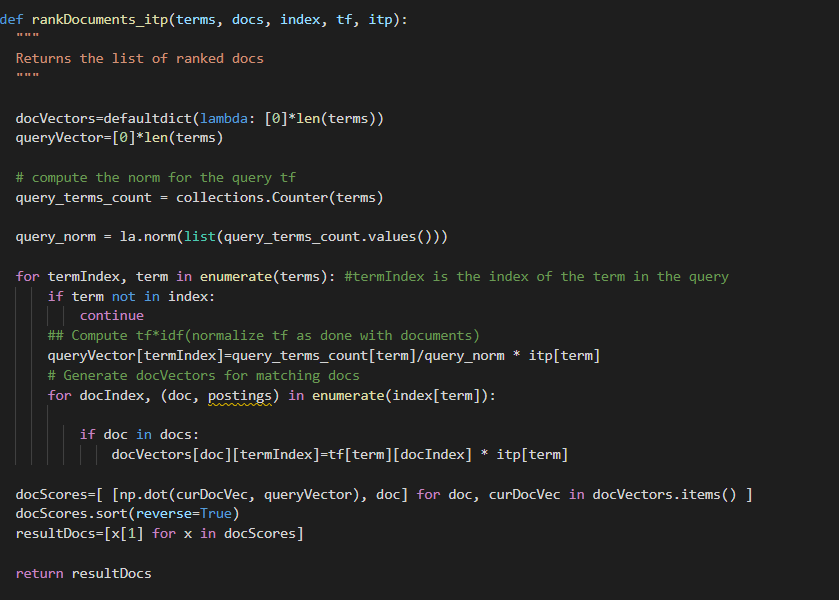 def rankDocuments_itp(terms, docs, index, tf, itp):
    """
    Returns the list of ranked docs
    """
    docVectors=defaultdict(lambda: [0]*len(terms))
    queryVector=[0]*len(terms)
    # compute the norm for the query tf
    query_terms_count = collections.Counter(terms)
    query_norm = la.norm(list(query_terms_count.values()))
    for termIndex, term in enumerate(terms): #termIndex is the index of the term in the query
        if term not in index:
            continue
        ## Compute tf*idf(normalize tf as done with documents)
        queryVector[termIndex]=query_terms_count[term]/query_norm * itp[term]
        # Generate docVectors for matching docs
        for docIndex, (doc, postings) in enumerate(index[term]):
            if doc in docs:
                docVectors[doc][termIndex]=tf[term][docIndex] * itp[term]
    docScores=[ [np.dot(curDocVec, queryVector), doc] for doc, curDocVec in docVectors.items() ]
    docScores.sort(reverse=True)
    resultDocs=[x[1] for x in docScores]
    return resultDocs